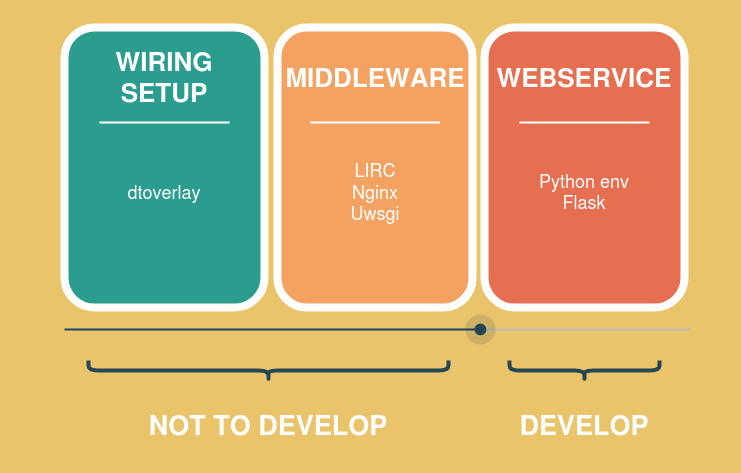 WIRING
SETUP
dtoverlay
MIDDLEWARE
LIRC
Nginx
Uwsgi
WEBSERVICE
Python env
Flask
NOT TO DEVELOP
DEVELOP